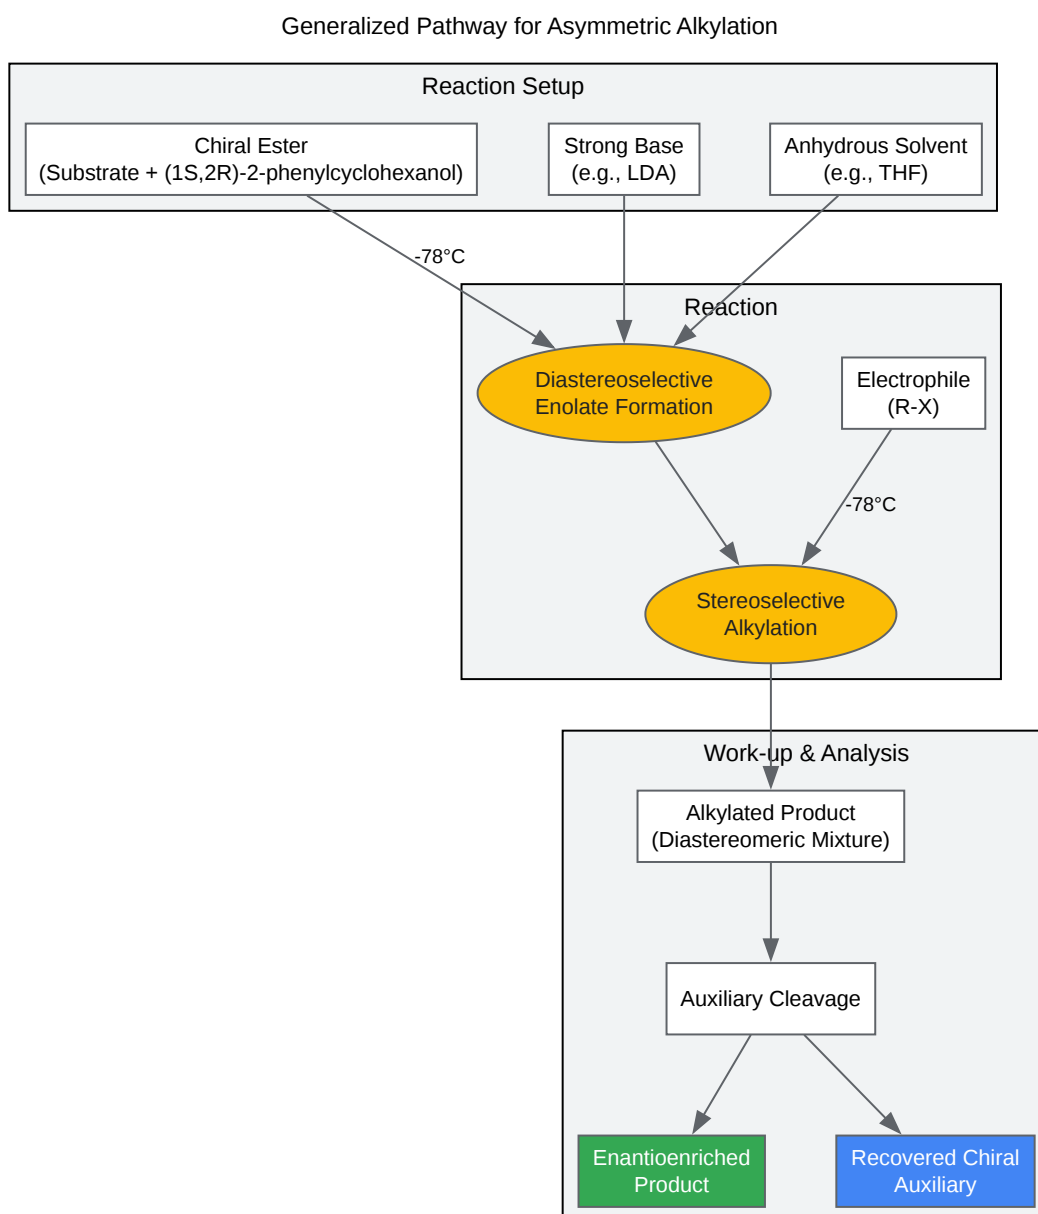 Generalized Pathway for Asymmetric Alkylation
Reaction Setup
Chiral Ester
(Substrate + (1S,2R)-2-phenylcyclohexanol)
Strong Base
(e.g., LDA)
Anhydrous Solvent
(e.g., THF)
-78°C
Reaction
Diastereoselective
Enolate Formation
Electrophile
(R-X)
-78°C
Stereoselective
Alkylation
Work-up & Analysis
Alkylated Product
(Diastereomeric Mixture)
Auxiliary Cleavage
Enantioenriched
Product
Recovered Chiral
Auxiliary